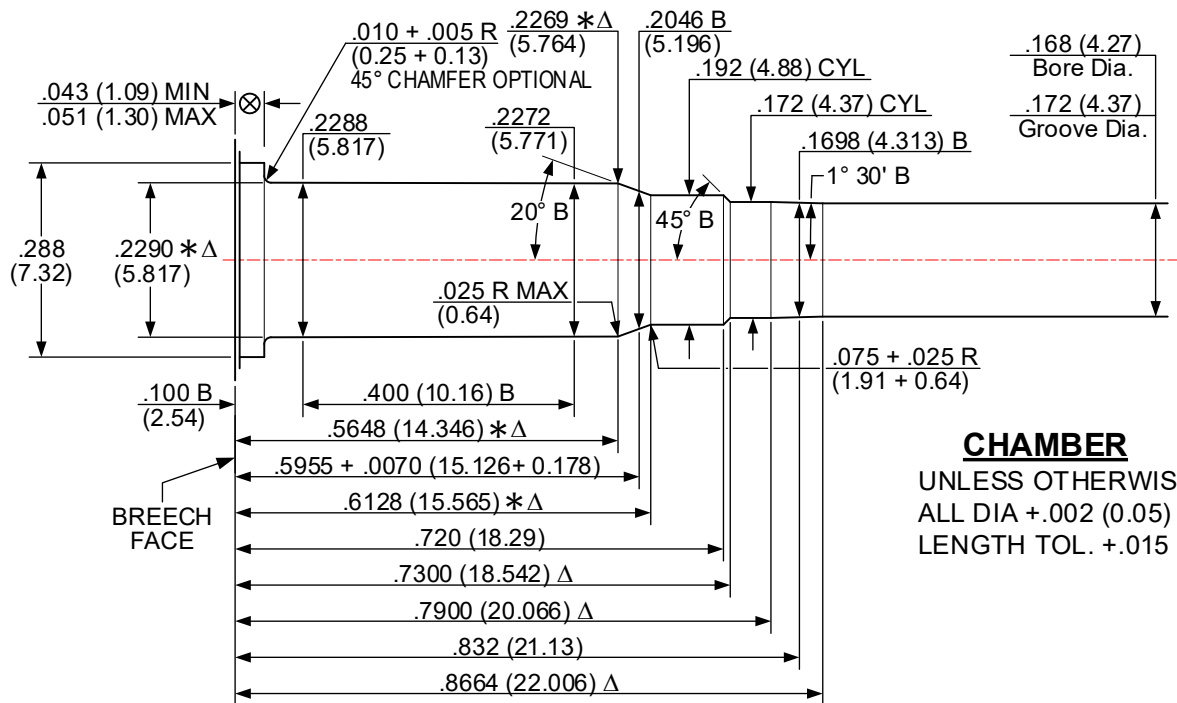 .010 + .005 R
(0.25 + 0.13)
45° CHAMFER OPTIONAL
.2269 ∗Δ
(5.764)
.2046 B
(5.196)
.192 (4.88) CYL
.168 (4.27)
Bore Dia.
.043 (1.09) MIN
.051 (1.30) MAX
.172 (4.37) CYL
.172 (4.37)
Groove Dia.
.2288
(5.817)
.2272
(5.771)
.1698 (4.313) B
1° 30' B
20° B
45° B
.288
(7.32)
.2290 ∗Δ
(5.817)
.025 R MAX
(0.64)
.075 + .025 R
(1.91 + 0.64)
.100 B
(2.54)
.400 (10.16) B
.5648 (14.346) ∗Δ
.5955 + .0070 (15.126+ 0.178)
.6128 (15.565) ∗Δ
BREECH
FACE
.720 (18.29)
.7300 (18.542) Δ
.7900 (20.066) Δ
.832 (21.13)
.8664 (22.006) Δ
CHAMBER
UNLESS OTHERWIS
ALL DIA +.002 (0.05)
LENGTH TOL. +.015